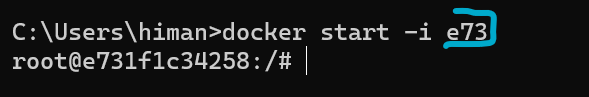 C:\Users\himan>docker start -i e73
root@e731f1c34258:/#